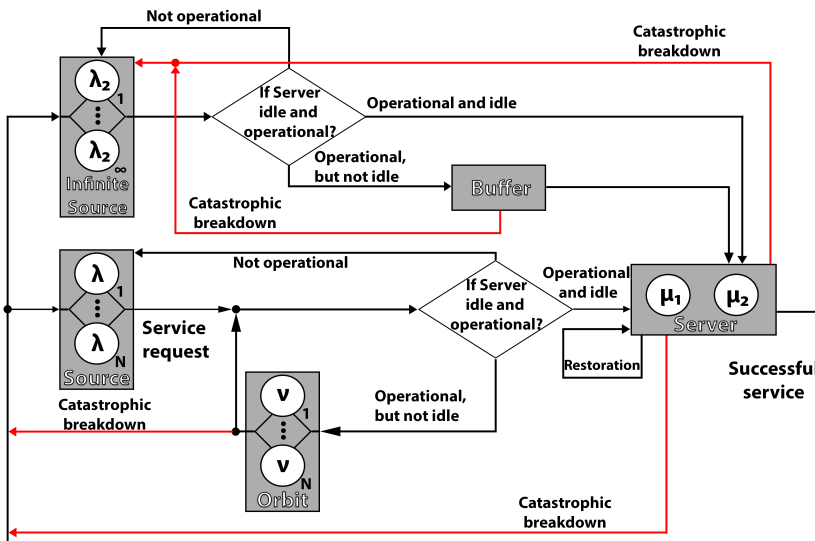 Not operational
Catastrophic
breakdown
λ₂
1
If Server
idle and
operational?
Operational and idle
λ₂
∞
Infinite
Source
Operational,
but not idle
Buffer
Catastrophic
breakdown
Not operational
λ
1
Operational
and idle
If Server
idle and
operational?
μ₁
μ₂
Server
Service
request
λ
N
Source
Restoration
Successful
service
Catastrophic
breakdown
ν
1
Operational,
but not idle
ν
N
Orbit
Catastrophic
breakdown